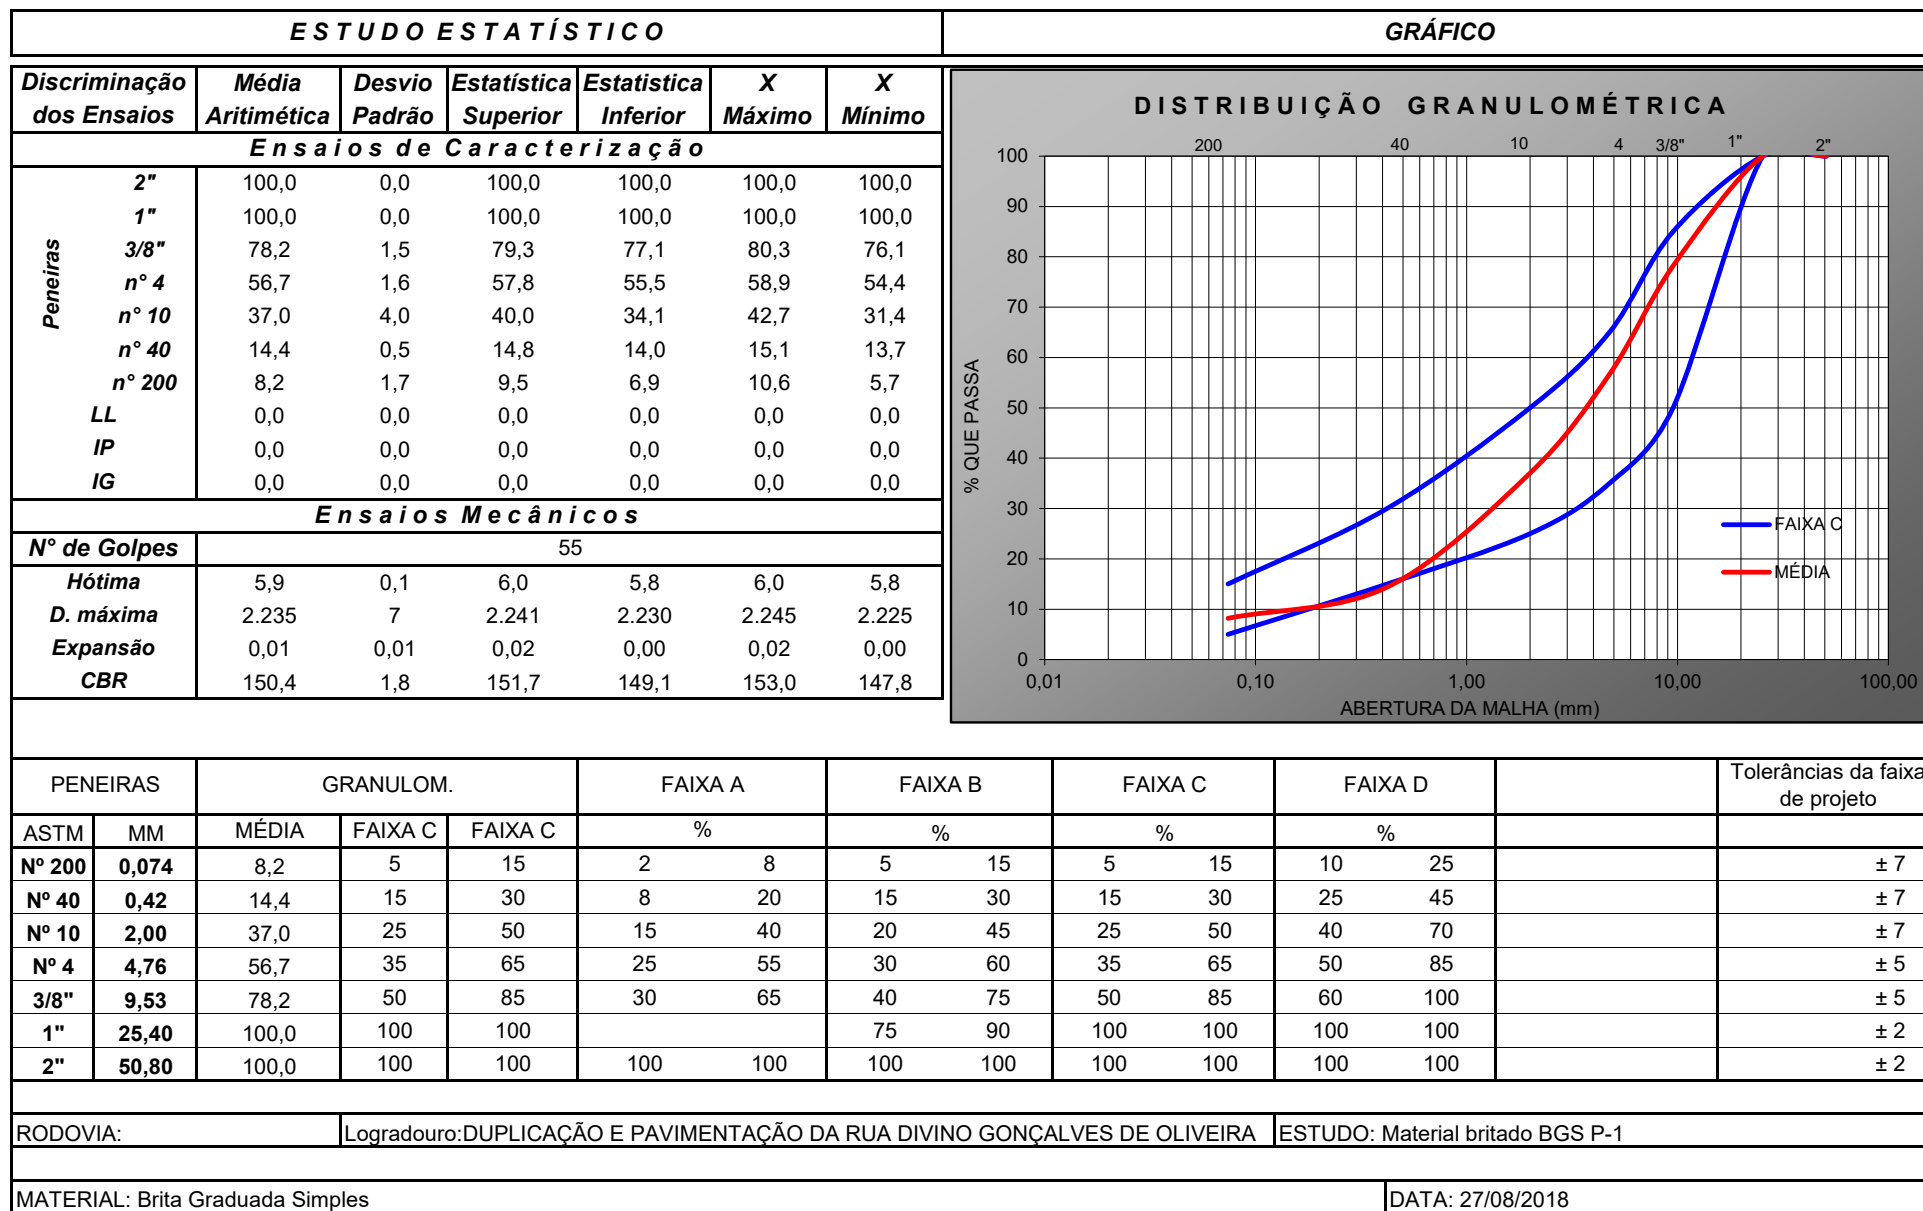 ESTUDO ESTATÍSTICO
GRÁFICO
Discriminação dos Ensaios Média Aritimética Desvio Padrão Estatística Superior Estatistica Inferior X Máximo X Mínimo
Ensaios de Caracterização
Peneiras
2" 100,0 0,0 100,0 100,0 100,0 100,0
1" 100,0 0,0 100,0 100,0 100,0 100,0
3/8" 78,2 1,5 79,3 77,1 80,3 76,1
n° 4 56,7 1,6 57,8 55,5 58,9 54,4
n° 10 37,0 4,0 40,0 34,1 42,7 31,4
n° 40 14,4 0,5 14,8 14,0 15,1 13,7
n° 200 8,2 1,7 9,5 6,9 10,6 5,7
LL 0,0 0,0 0,0 0,0 0,0 0,0
IP 0,0 0,0 0,0 0,0 0,0 0,0
IG 0,0 0,0 0,0 0,0 0,0 0,0
Ensaios Mecânicos
N° de Golpes 55
Hótima 5,9 0,1 6,0 5,8 6,0 5,8
D. máxima 2.235 7 2.241 2.230 2.245 2.225
Expansão 0,01 0,01 0,02 0,00 0,02 0,00
CBR 150,4 1,8 151,7 149,1 153,0 147,8
DISTRIBUIÇÃO GRANULOMÉTRICA
200 40 10 4 3/8" 1" 2"
100
90
80
70
60
50
40
30
20
10
0
% QUE PASSA
FAIXA C
MÉDIA
0,01 0,10 1,00 10,00 100,00
ABERTURA DA MALHA (mm)
PENEIRAS GRANULOM. FAIXA A FAIXA B FAIXA C FAIXA D Tolerâncias da faixa de projeto
ASTM MM MÉDIA FAIXA C FAIXA C % % % %
Nº 200 0,074 8,2 5 15 2 8 5 15 5 15 10 25 ± 7
Nº 40 0,42 14,4 15 30 8 20 15 30 15 30 25 45 ± 7
Nº 10 2,00 37,0 25 50 15 40 20 45 25 50 40 70 ± 7
Nº 4 4,76 56,7 35 65 25 55 30 60 35 65 50 85 ± 5
3/8" 9,53 78,2 50 85 30 65 40 75 50 85 60 100 ± 5
1" 25,40 100,0 100 100 75 90 100 100 100 100 ± 2
2" 50,80 100,0 100 100 100 100 100 100 100 100 100 100 ± 2
RODOVIA: Logradouro:DUPLICAÇÃO E PAVIMENTAÇÃO DA RUA DIVINO GONÇALVES DE OLIVEIRA ESTUDO: Material britado BGS P-1
MATERIAL: Brita Graduada Simples DATA: 27/08/2018